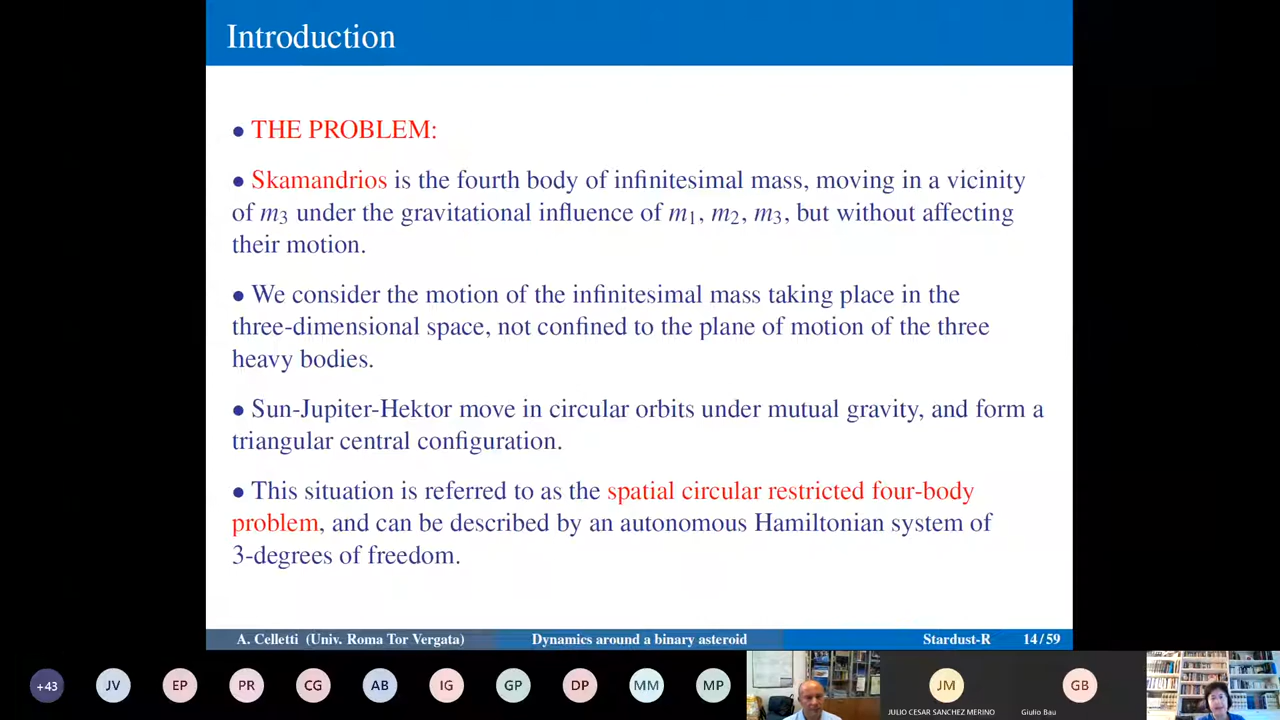 Introduction
• THE PROBLEM:
• Skamandrios is the fourth body of infinitesimal mass, moving in a vicinity
of m₃ under the gravitational influence of m₁, m₂, m₃, but without affecting
their motion.
• We consider the motion of the infinitesimal mass taking place in the
three-dimensional space, not confined to the plane of motion of the three
heavy bodies.
• Sun-Jupiter-Hektor move in circular orbits under mutual gravity, and form a
triangular central configuration.
• This situation is referred to as the spatial circular restricted four-body
problem, and can be described by an autonomous Hamiltonian system of
3-degrees of freedom.
A. Celletti (Univ. Roma Tor Vergata) Dynamics around a binary asteroid Stardust-R 14 / 59
+43 JV EP PR CG AB IG GP DP MM MP JM GB
JULIO CESAR SANCHEZ MERINO Giulio Bau